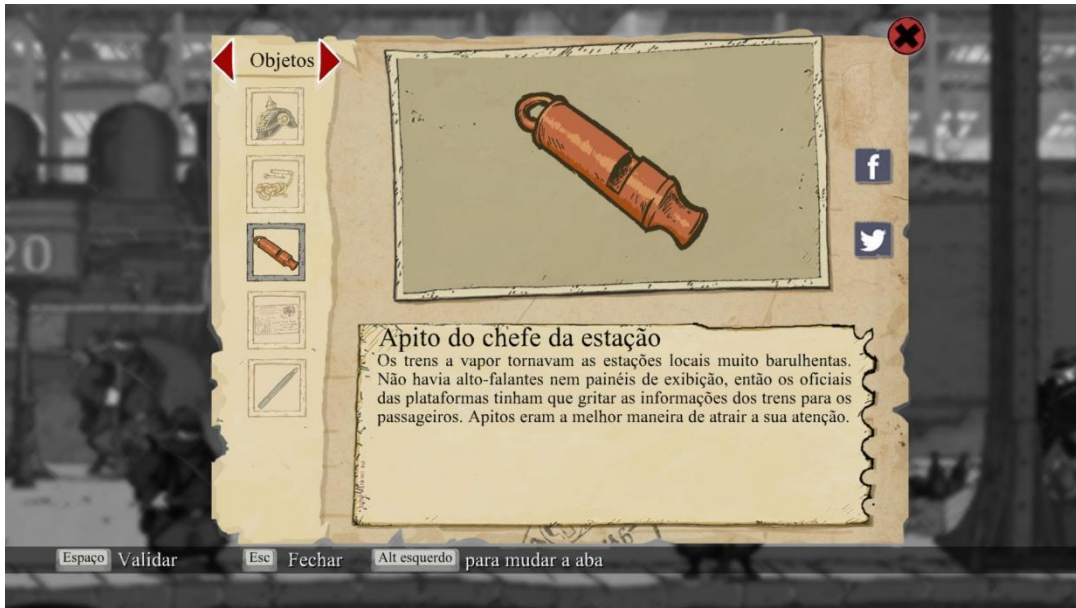 Objetos
20
Apito do chefe da estação
Os trens a vapor tornavam as estações locais muito barulhentas.
Não havia alto-falantes nem painéis de exibição, então os oficiais
das plataformas tinham que gritar as informações dos trens para os
passageiros. Apitos eram a melhor maneira de atrair a sua atenção.
Espaço Validar Esc Fechar Alt esquerdo para mudar a aba